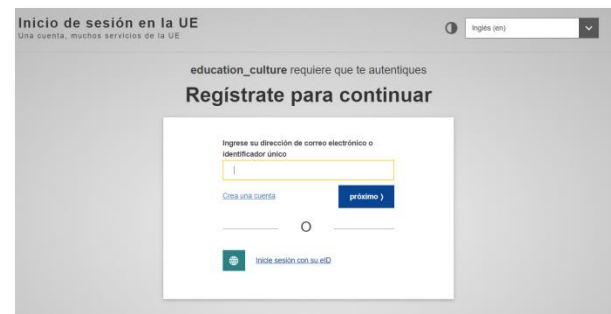 Inicio de sesión en la UE
Una cuenta, muchos servicios de la UE
Inglés (en)
education_culture requiere que te autentiques
Regístrate para continuar
Ingrese su dirección de correo electrónico o
identificador único
Crea una cuenta
próximo )
O
Inicie sesión con su eID